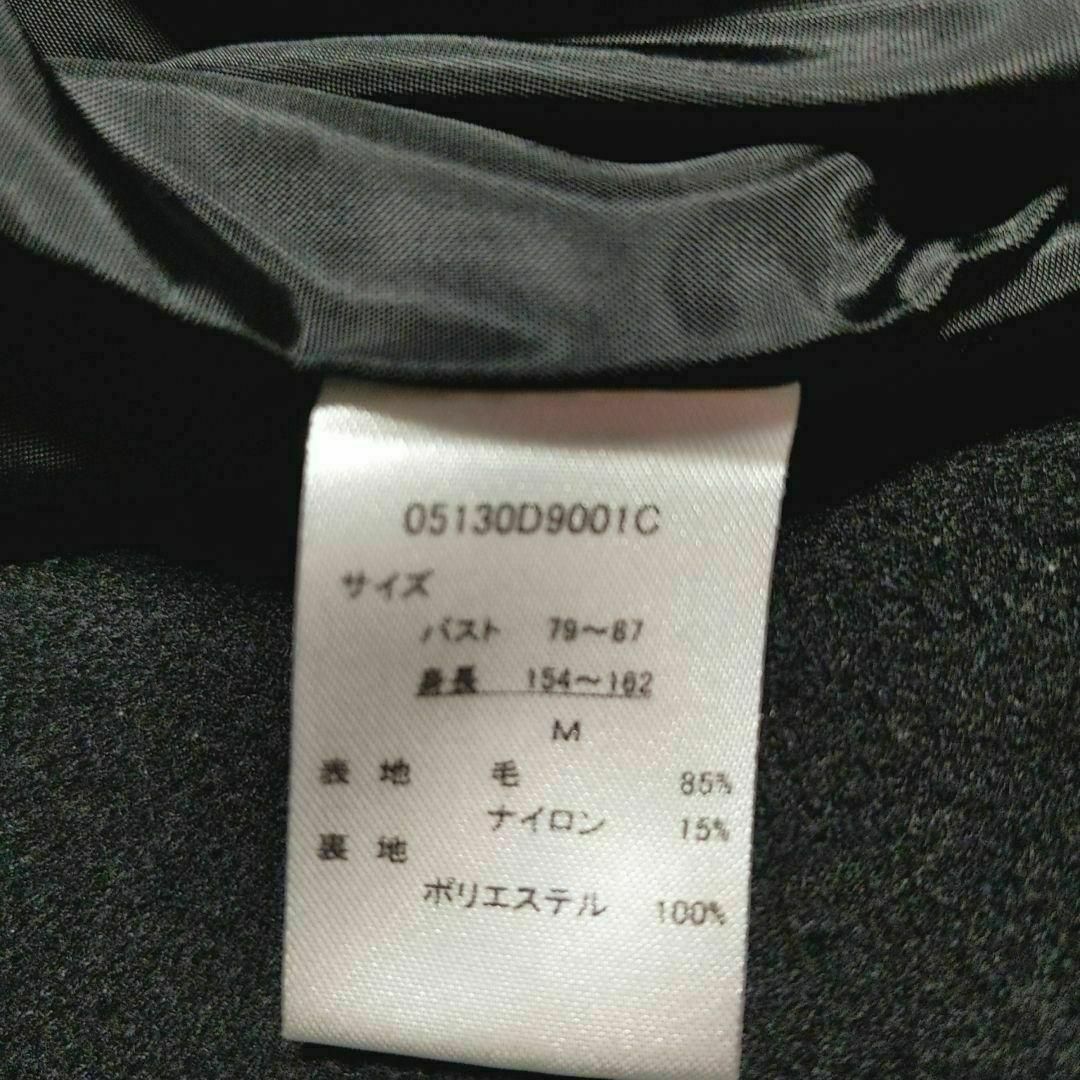 05130D9001C
サイズ
バスト 79〜87
身長 154〜162
M
表 地 毛 85%
ナイロン 15%
裏 地
ポリエステル 100%